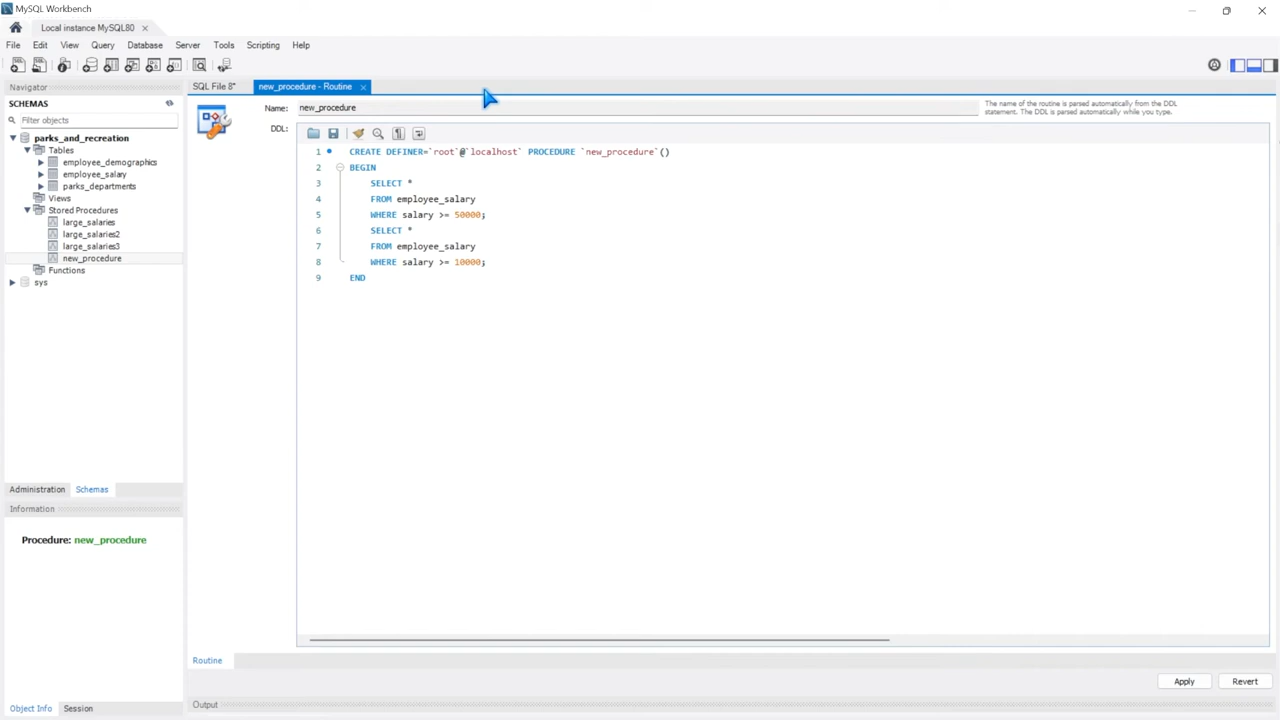 MySQL Workbench
Local instance MySQL80
File Edit View Query Database Server Tools Scripting Help
Navigator
SCHEMAS
Filter objects
parks_and_recreation
Tables
employee_demographics
employee_salary
parks_departments
Views
Stored Procedures
large_salaries
large_salaries2
large_salaries3
new_procedure
Functions
sys
Administration Schemas
Information
Procedure: new_procedure
Object Info Session
SQL File 8* new_procedure - Routine
Name: new_procedure
The name of the routine is parsed automatically from the DDL
statement. The DDL is parsed automatically while you type.
DDL:
1 CREATE DEFINER=`root`@`localhost` PROCEDURE `new_procedure`()
2 BEGIN
3 SELECT *
4 FROM employee_salary
5 WHERE salary >= 50000;
6 SELECT *
7 FROM employee_salary
8 WHERE salary >= 10000;
9 END
Routine
Apply Revert
Output